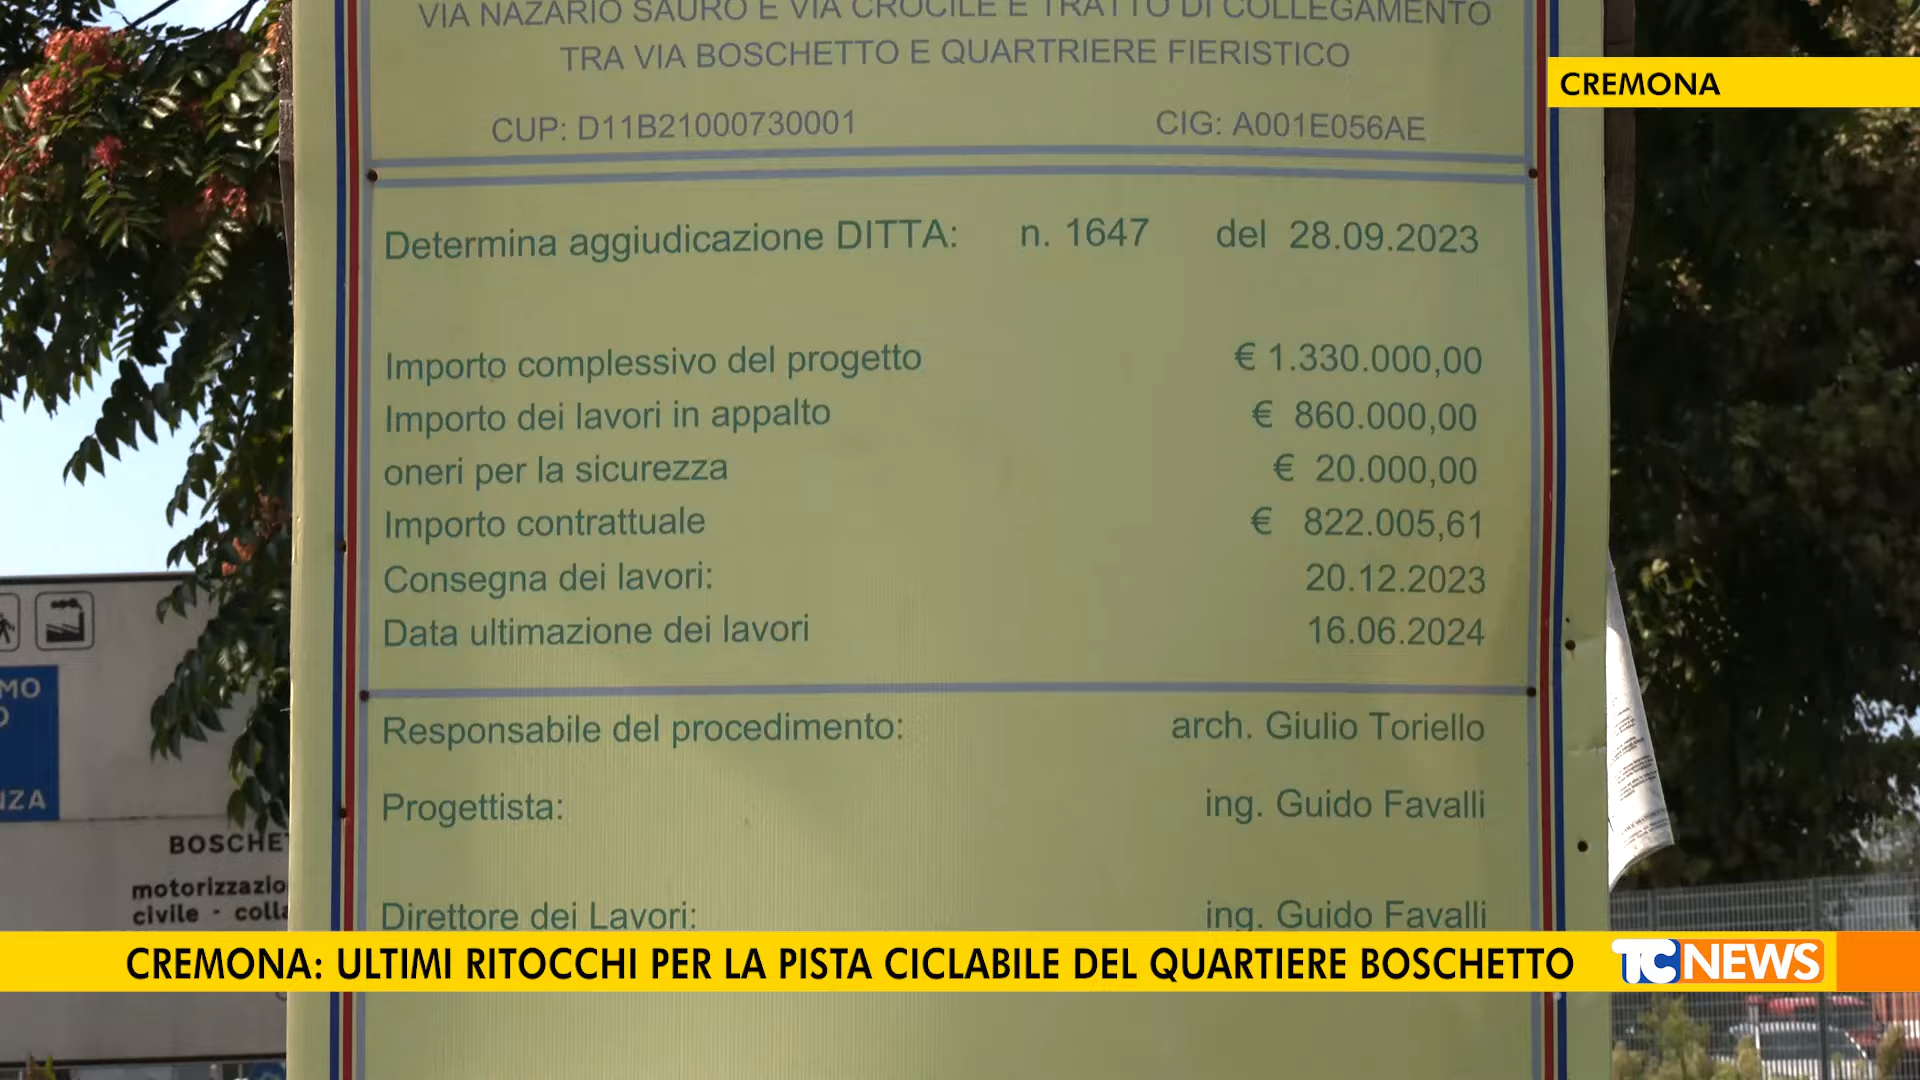 VIA NAZARIO SAURO E VIA CROCILE E TRATTO DI COLLEGAMENTO
TRA VIA BOSCHETTO E QUARTRIERE FIERISTICO
CREMONA
CUP: D11B21000730001 CIG: A001E056AE
Determina aggiudicazione DITTA: n. 1647 del 28.09.2023
Importo complessivo del progetto € 1.330.000,00
Importo dei lavori in appalto € 860.000,00
oneri per la sicurezza € 20.000,00
Importo contrattuale € 822.005,61
Consegna dei lavori: 20.12.2023
Data ultimazione dei lavori 16.06.2024
Responsabile del procedimento: arch. Giulio Toriello
Progettista: ing. Guido Favalli
Direttore dei Lavori: ing. Guido Favalli
MO
NZA
BOSCHE
motorizzazio
civile - colla
CREMONA: ULTIMI RITOCCHI PER LA PISTA CICLABILE DEL QUARTIERE BOSCHETTO
TC NEWS